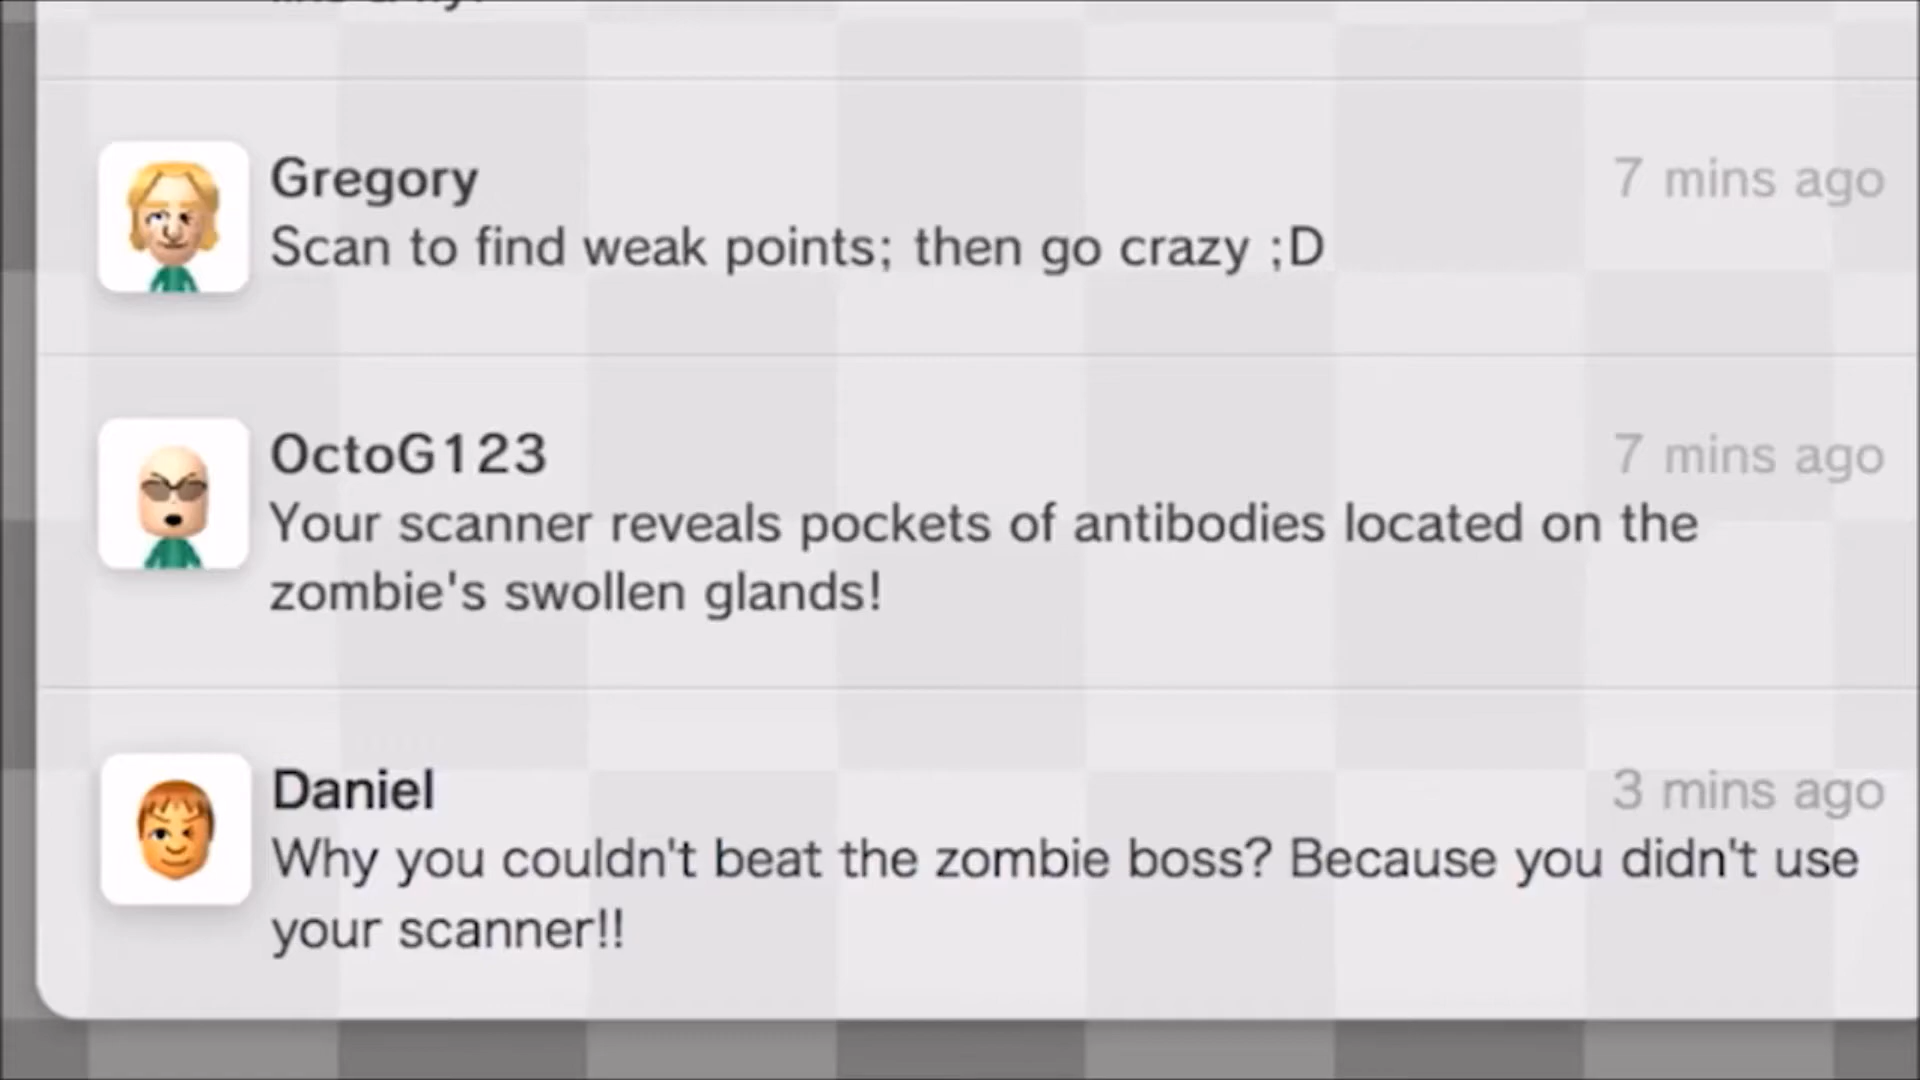 Gregory
7 mins ago
Scan to find weak points; then go crazy ;D
OctoG123
7 mins ago
Your scanner reveals pockets of antibodies located on the
zombie's swollen glands!
Daniel
3 mins ago
Why you couldn't beat the zombie boss? Because you didn't use
your scanner!!